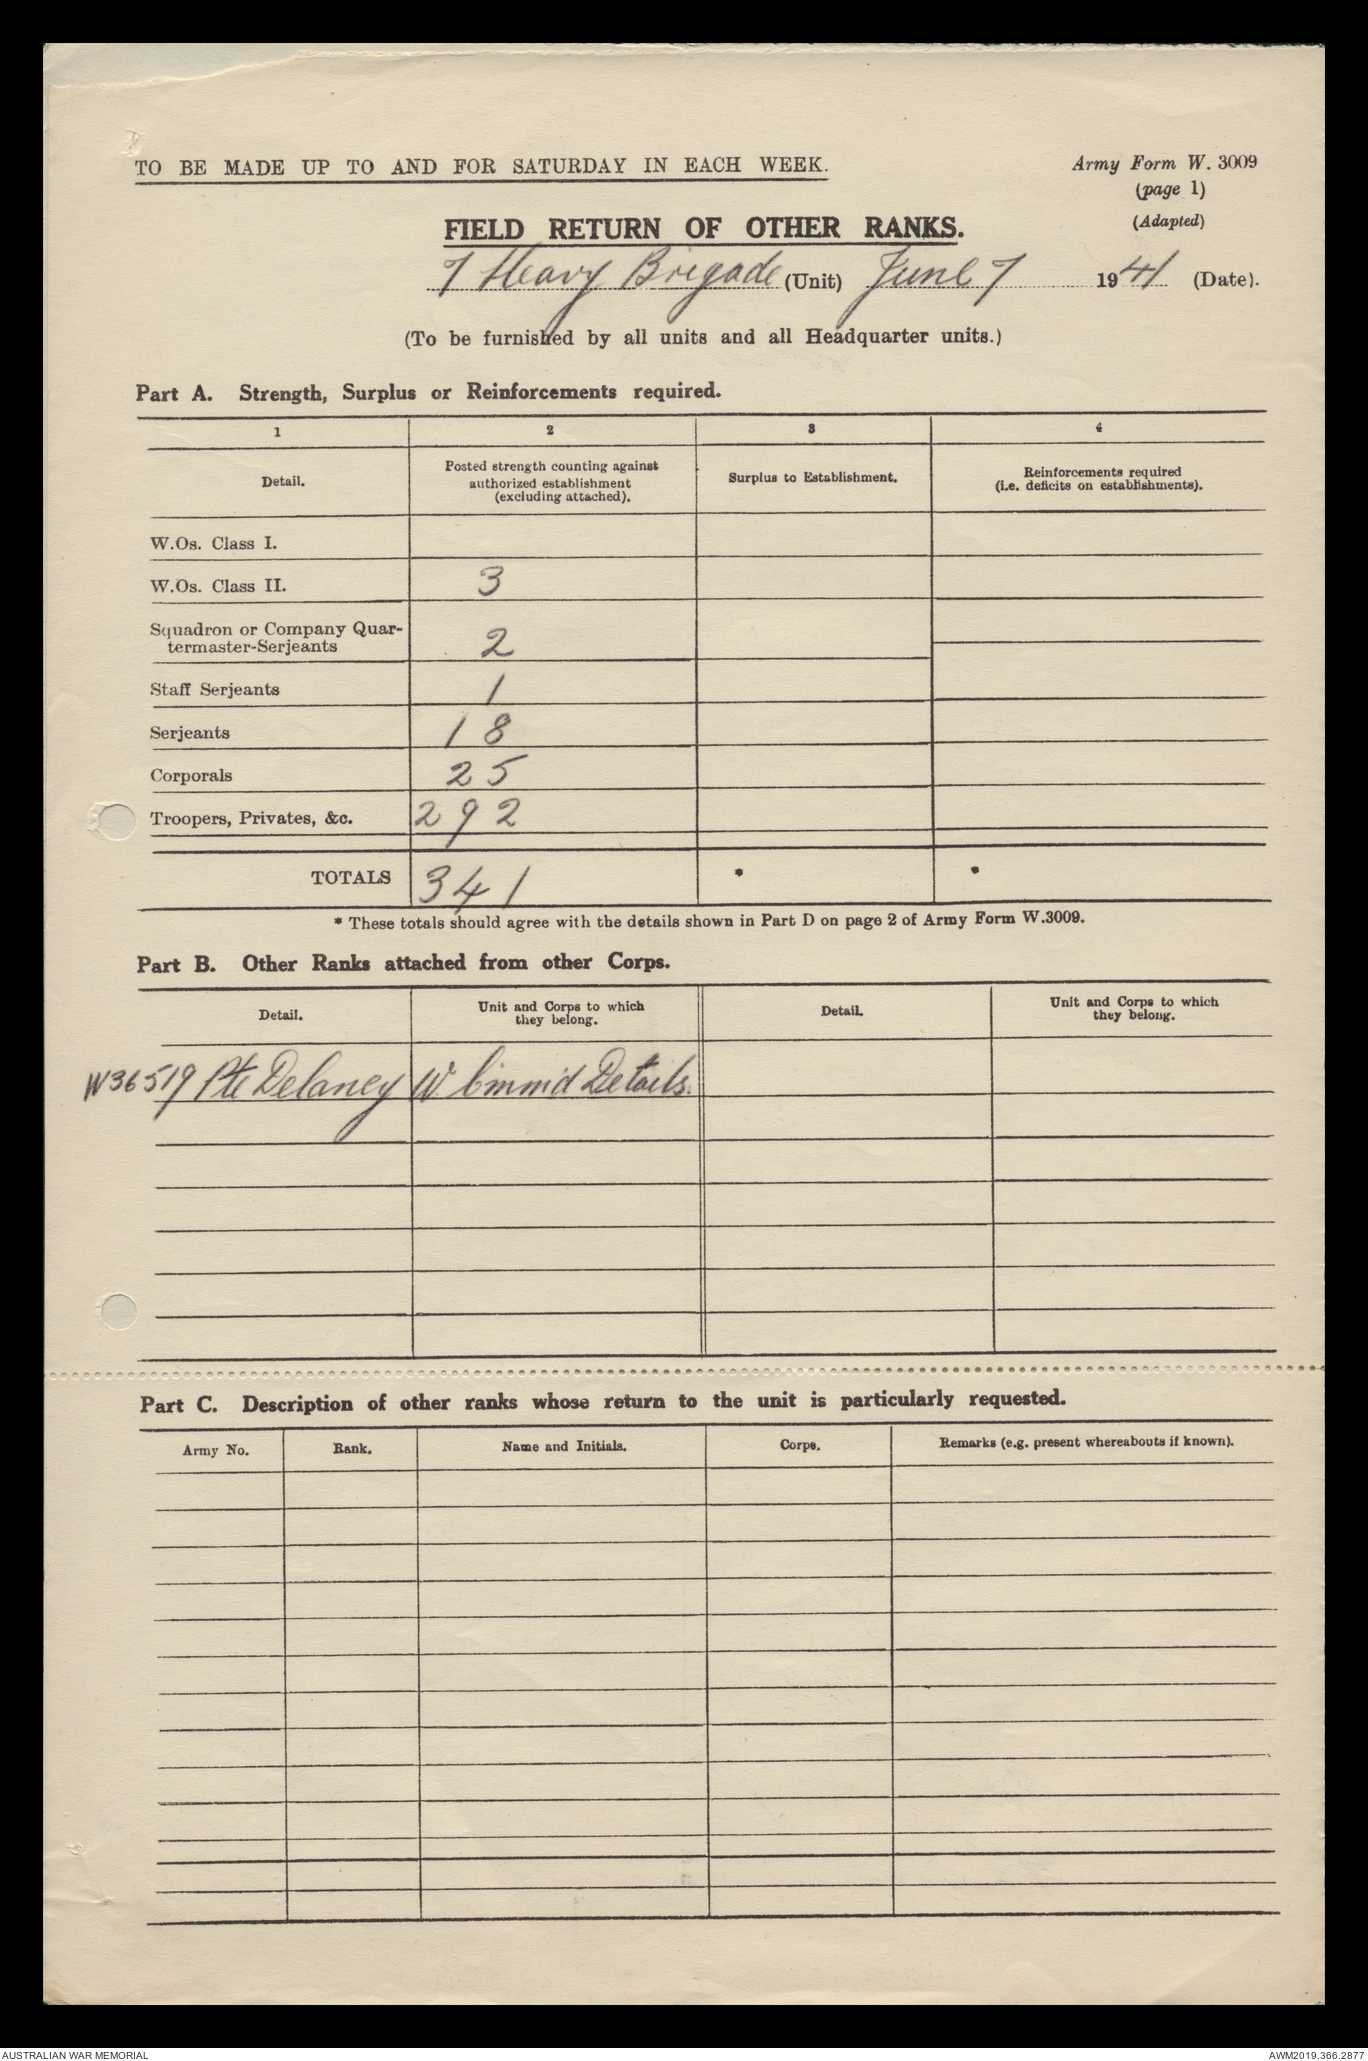 TO BE MADE UP TO AND FOR SATURDAY IN EACH WEEK.
Army Form W. 3009
(page 1)
(Adapted)
FIELD RETURN OF OTHER RANKS.
7 Heavy Brigade (Unit) June 7 1941 (Date).
(To be furnished by all units and all Headquarter units.)
Part A. Strength, Surplus or Reinforcements required.
1 2 3 4
Detail.
Posted strength counting against
authorized establishment
(excluding attached).
Surplus to Establishment.
Reinforcements required
(i.e. deficits on establishments).
W.Os. Class I.
W.Os. Class II. 3
Squadron or Company Quar-
termaster-Serjeants 2
Staff Serjeants 1
Serjeants 18
Corporals 25
Troopers, Privates, &c. 292
TOTALS 341 * *
* These totals should agree with the details shown in Part D on page 2 of Army Form W.3009.
Part B. Other Ranks attached from other Corps.
Detail.
Unit and Corps to which
they belong.
Detail.
Unit and Corps to which
they belong.
W36519 Pte Delaney W. Cmmd Details.
Part C. Description of other ranks whose return to the unit is particularly requested.
Army No. Rank. Name and Initials. Corps. Remarks (e.g. present whereabouts if known).
AUSTRALIAN WAR MEMORIAL
AWM2019.366.2877